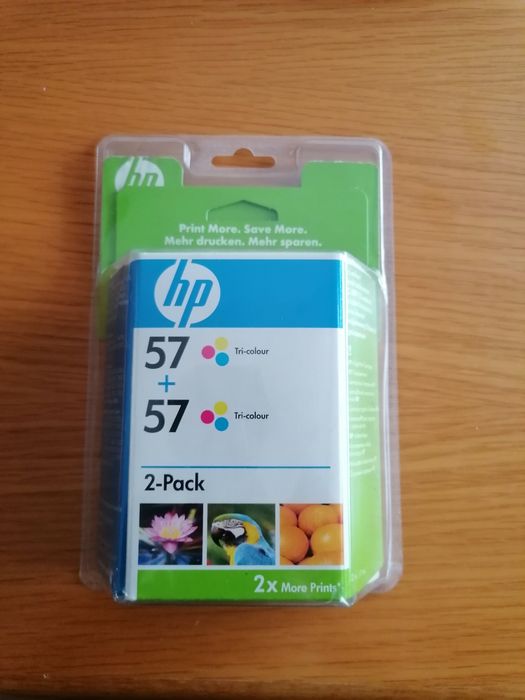 hp
Print More. Save More.
Mehr drucken. Mehr sparen.
hp
57 Tri-colour
+
57 Tri-colour
2-Pack
2x More Prints*